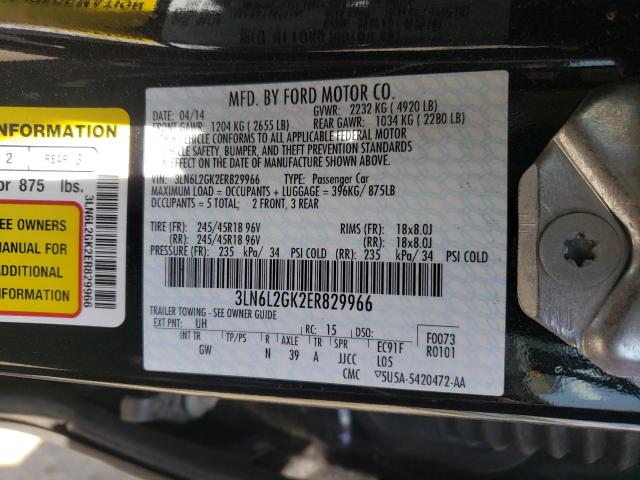 MFD. BY FORD MOTOR CO.
DATE: 04/14 GVWR: 2232 KG ( 4920 LB)
FRONT GAWR: 1204 KG ( 2655 LB) REAR GAWR: 1034 KG ( 2280 LB)
THIS VEHICLE CONFORMS TO ALL APPLICABLE FEDERAL MOTOR
VEHICLE SAFETY, BUMPER, AND THEFT PREVENTION STANDARDS
IN EFFECT ON THE DATE OF MANUFACTURE SHOWN ABOVE.
VIN: 3LN6L2GK2ER829966 TYPE: Passenger Car
MAXIMUM LOAD = OCCUPANTS + LUGGAGE = 396KG/ 875LB
OCCUPANTS = 5 TOTAL; 2 FRONT, 3 REAR
TIRE (FR): 245/45R18 96V RIMS (FR): 18x8.0J
(RR): 245/45R18 96V (RR): 18x8.0J
PRESSURE (FR): 235 kPa/ 34 PSI COLD (RR): 235 kPa/ 34 PSI COLD
3LN6L2GK2ER829966
TRAILER TOWING - SEE OWNER GUIDE
EXT PNT: UH RC: 15 DSO: F0073
INT TR TP/PS R AXLE TR EC91F R0101
GW N 39 A JJCC L05
CMC 5U5A-5420472-AA
INFORMATION
2 REAR 3
or 875 lbs.
SEE OWNERS
MANUAL FOR
ADDITIONAL
INFORMATION
3LN6L2GK2ER829966